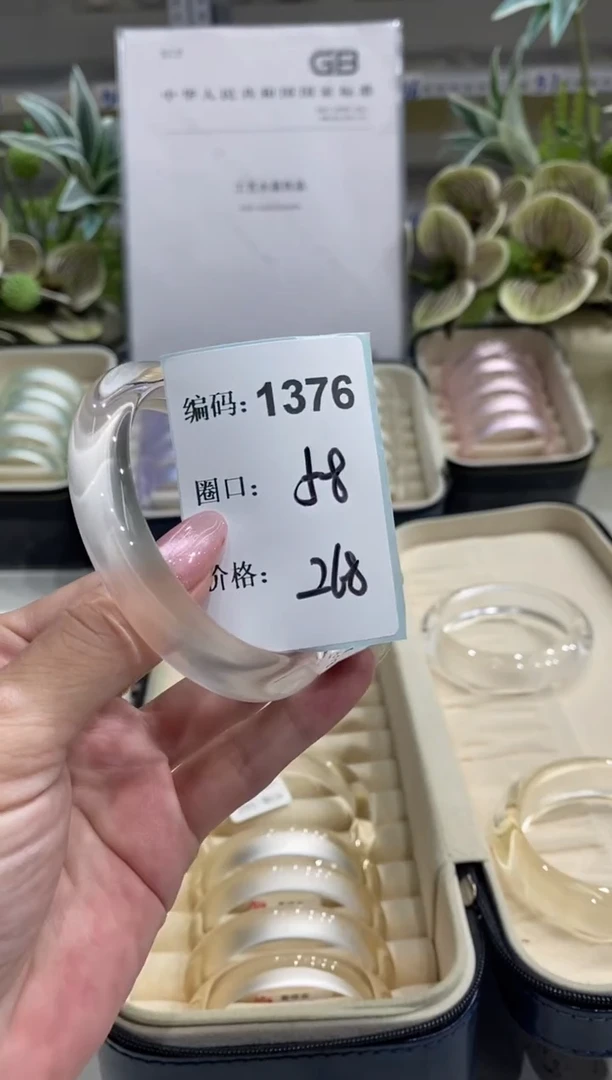 GB
中华人民共和国国家标准
编码: 1376
圈口: 58
价格: 268